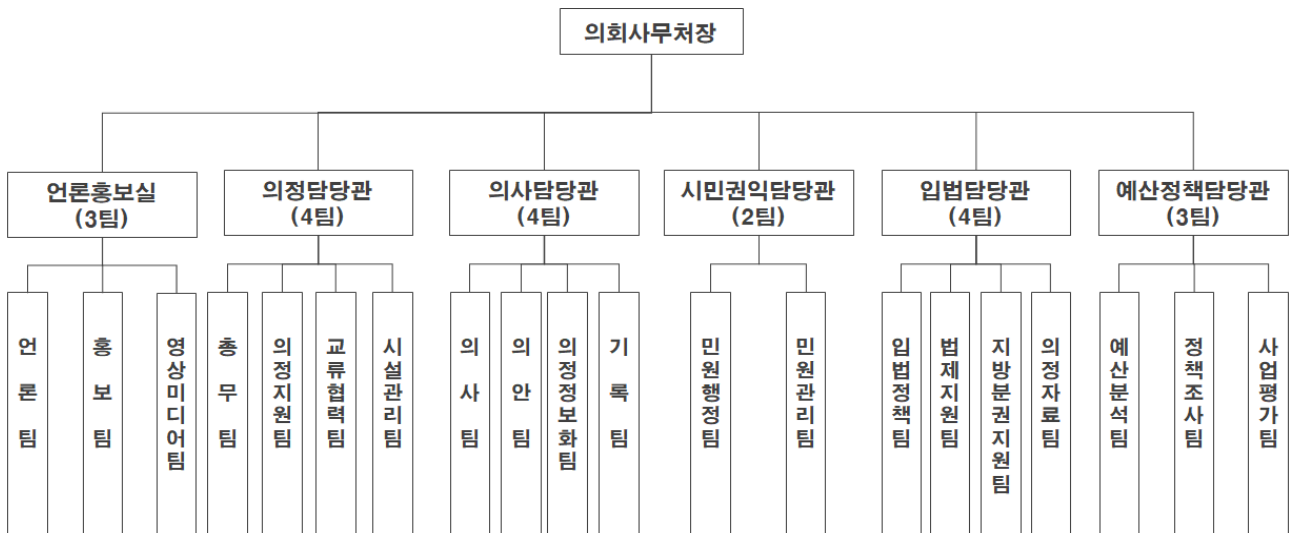 의회사무처장
언론홍보실
(3팀)
의정담당관
(4팀)
의사담당관
(4팀)
시민권익담당관
(2팀)
입법담당관
(4팀)
예산정책담당관
(3팀)
언론팀
홍보팀
영상미디어팀
총무팀
의정지원팀
교류협력팀
시설관리팀
의사팀
의안팀
의정정보화팀
기록팀
민원행정팀
민원관리팀
입법정책팀
법제지원팀
지방분권지원팀
의정자료팀
예산분석팀
정책조사팀
사업평가팀